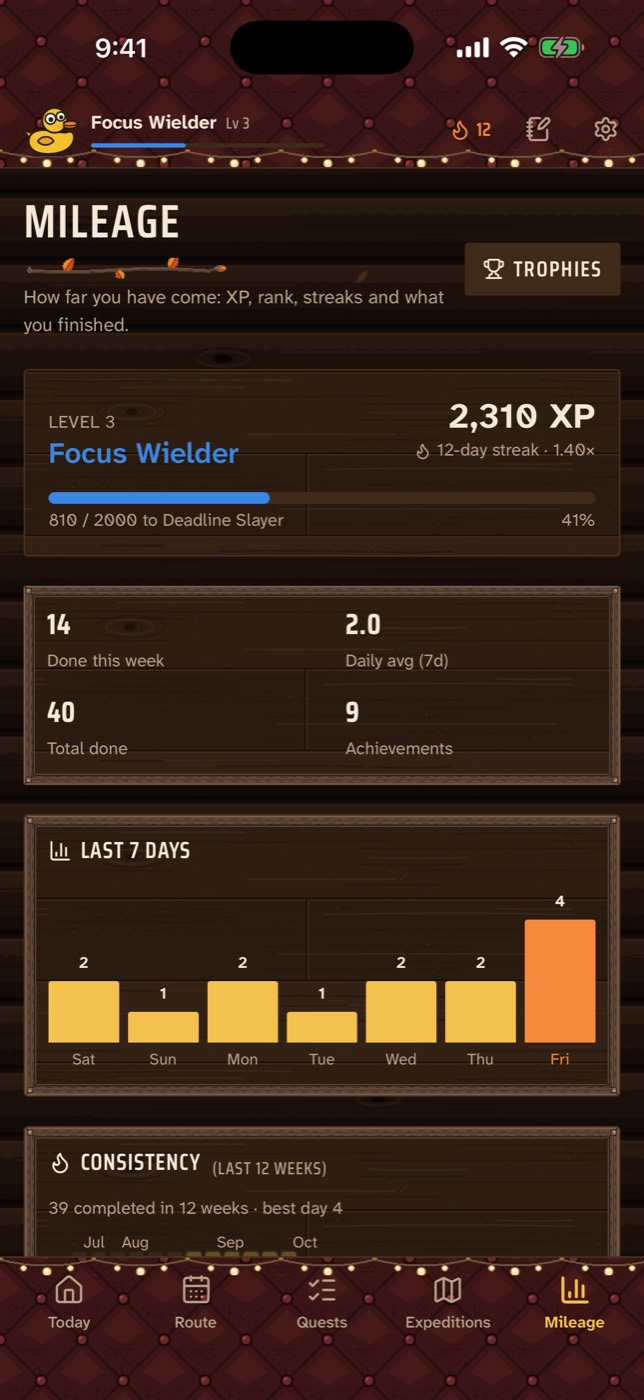 9:41
Focus Wielder Lv 3
12
MILEAGE
TROPHIES
How far you have come: XP, rank, streaks and what
you finished.
LEVEL 3
2,310 XP
Focus Wielder
12-day streak · 1.40×
810 / 2000 to Deadline Slayer
41%
14
2.0
Done this week
Daily avg (7d)
40
9
Total done
Achievements
LAST 7 DAYS
2
1
2
1
2
2
4
Sat Sun Mon Tue Wed Thu Fri
CONSISTENCY (LAST 12 WEEKS)
39 completed in 12 weeks · best day 4
Jul Aug Sep Oct
Today Route Quests Expeditions Mileage